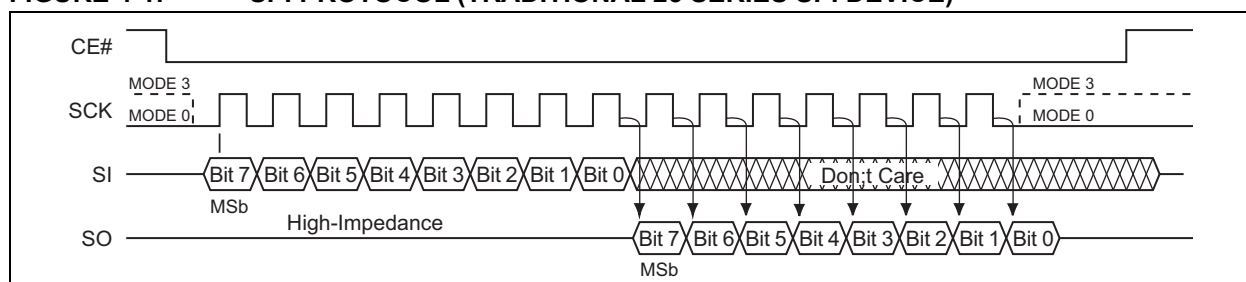 CE#
MODE 3
MODE 3
SCK
MODE 0
MODE 0
SI
Bit 7 Bit 6 Bit 5 Bit 4 Bit 3 Bit 2 Bit 1 Bit 0
Don;t Care
MSb
High-Impedance
SO
Bit 7 Bit 6 Bit 5 Bit 4 Bit 3 Bit 2 Bit 1 Bit 0
MSb